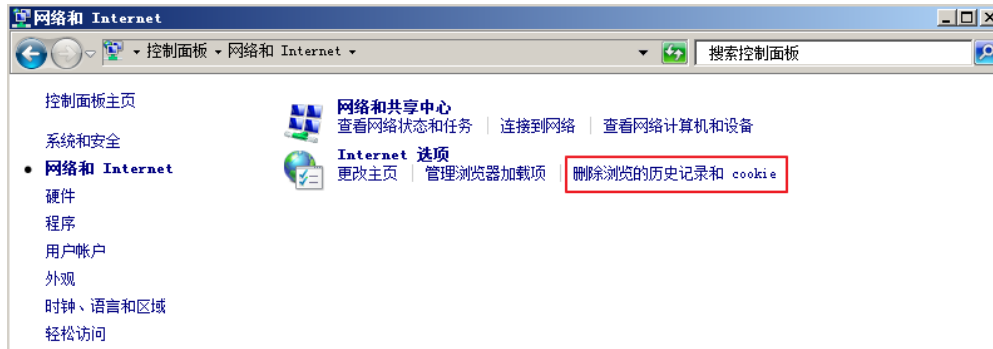 网络和 Internet
控制面板 网络和 Internet
搜索控制面板
控制面板主页
系统和安全
网络和 Internet
硬件
程序
用户帐户
外观
时钟、语言和区域
轻松访问
网络和共享中心
查看网络状态和任务 连接到网络 查看网络计算机和设备
Internet 选项
更改主页 管理浏览器加载项 删除浏览的历史记录和 cookie